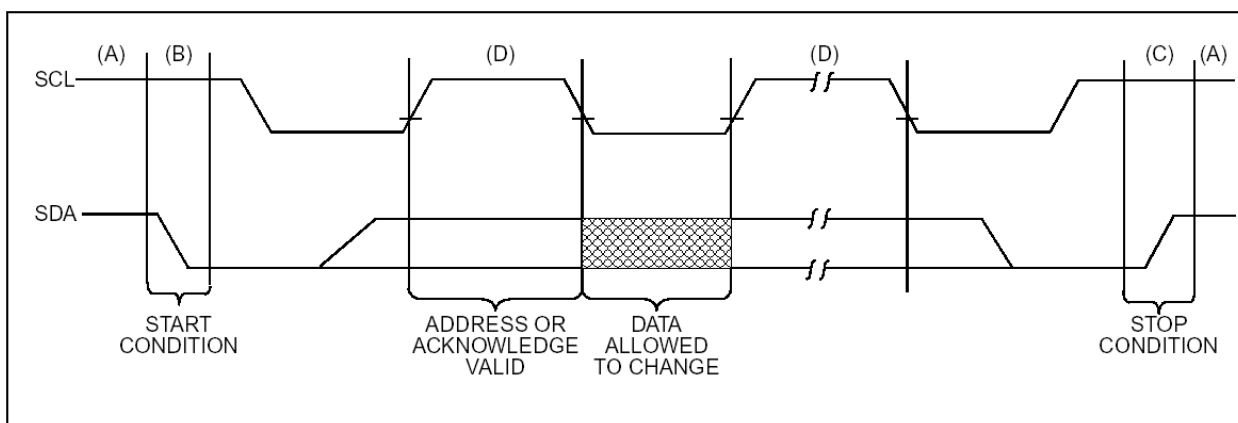 (A) (B) (D) (D) (C) (A)
SCL
SDA
START
CONDITION
ADDRESS OR
ACKNOWLEDGE
VALID
DATA
ALLOWED
TO CHANGE
STOP
CONDITION